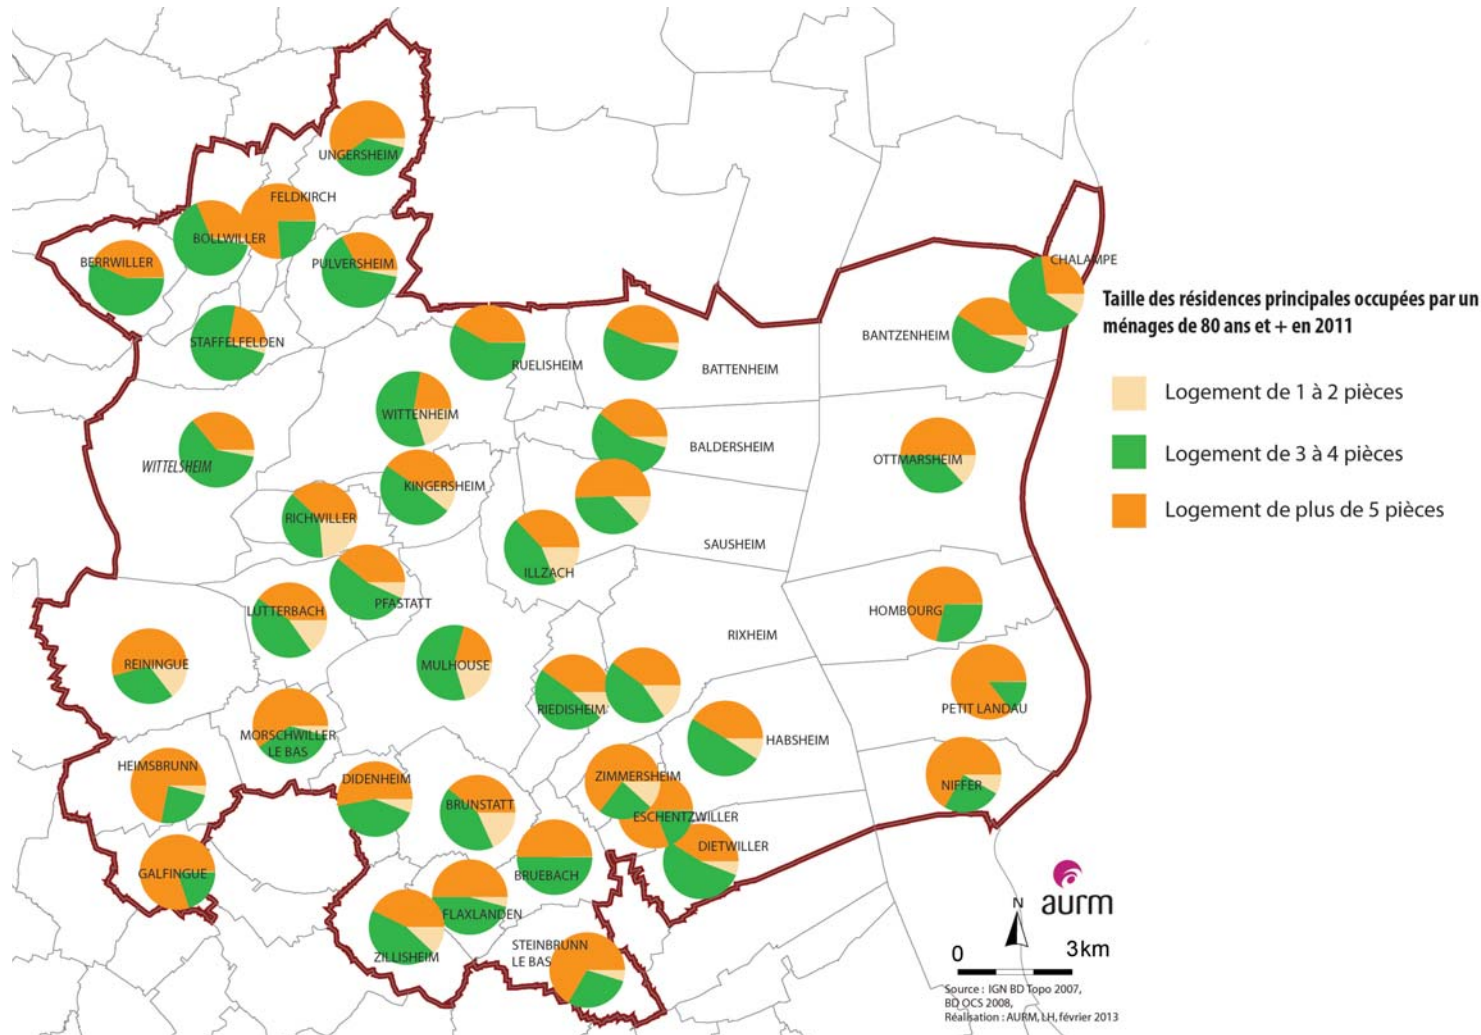 UNGERSHEIM
FELDKIRCH
BOLLWILLER
BERRWILLER
PULVERSHEIM
CHALAMPE
STAFFELFELDEN
RUELISHEIM
BATTENHEIM
BANTZENHEIM
Taille des résidences principales occupées par un
ménages de 80 ans et + en 2011
Logement de 1 à 2 pièces
Logement de 3 à 4 pièces
Logement de plus de 5 pièces
WITTENHEIM
BALDERSHEIM
WITTELSHEIM
OTTMARSHEIM
KINGERSHEIM
RICHWILLER
SAUSHEIM
ILLZACH
PFASTATT
LUTTERBACH
HOMBOURG
RIXHEIM
REININGUE
MULHOUSE
RIEDISHEIM
PETIT LANDAU
MORSCHWILLER
LE BAS
HABSHEIM
HEIMSBRUNN
DIDENHEIM
ZIMMERSHEIM
NIFFER
BRUNSTATT
ESCHENTZWILLER
DIETWILLER
GALFINGUE
BRUEBACH
FLAXLANDEN
ZILLISHEIM
STEINBRUNN
LE BAS
aurm
N
0 3km
Source : IGN BD Topo 2007,
BD OCS 2008,
Réalisation : AURM, LH, février 2013